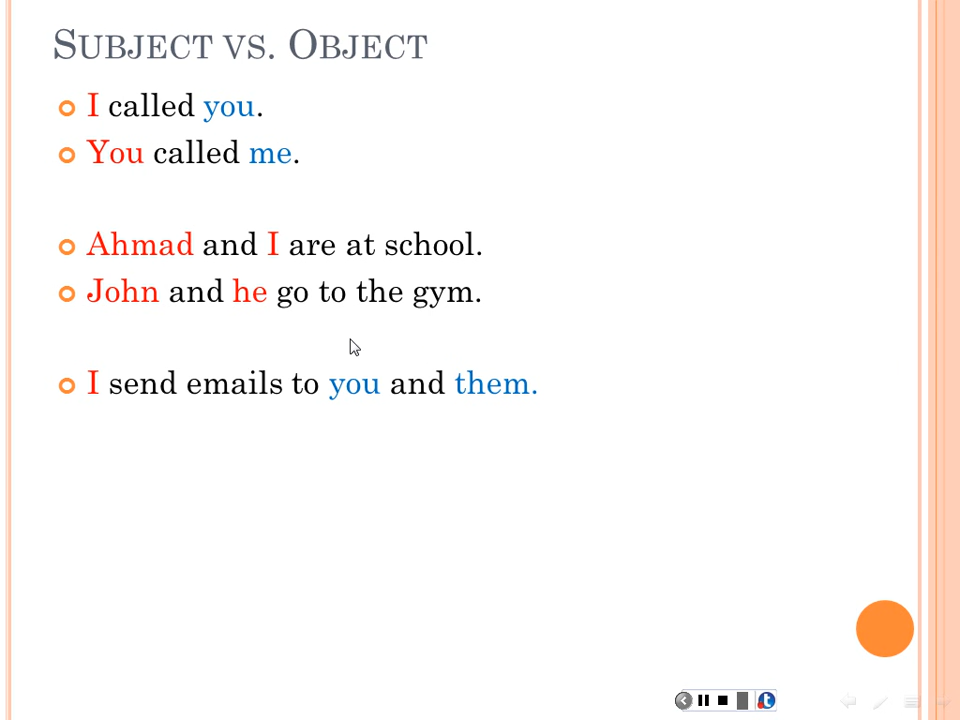 SUBJECT VS. OBJECT
I called you.
You called me.
Ahmad and I are at school.
John and he go to the gym.
I send emails to you and them.